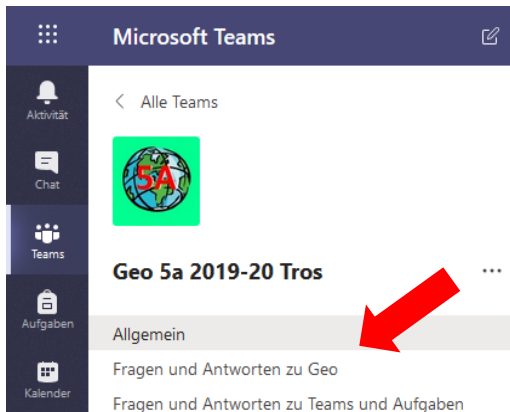 Microsoft Teams
Aktivität
Alle Teams
Chat
5A
Teams
Geo 5a 2019-20 Tros
Aufgaben
Allgemein
Fragen und Antworten zu Geo
Kalender
Fragen und Antworten zu Teams und Aufgaben